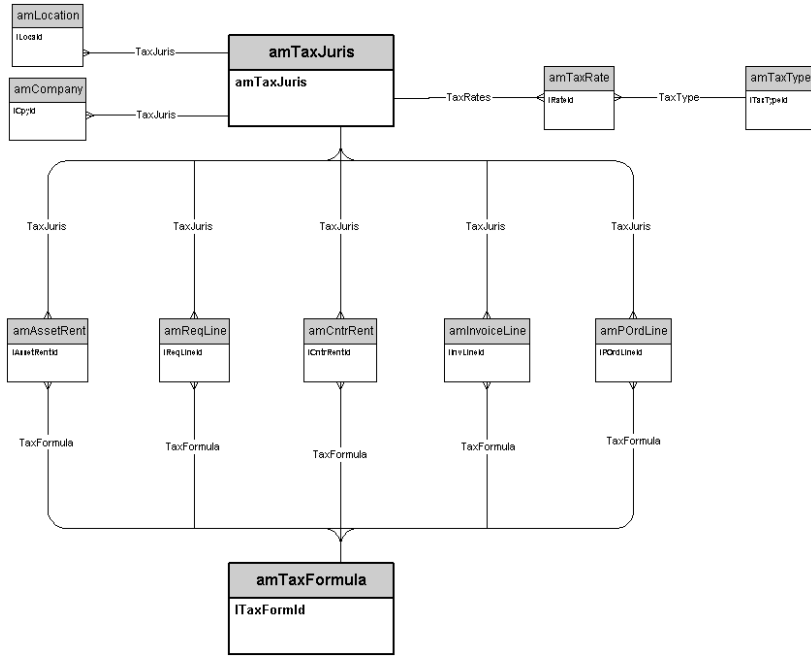 amLocation
lLocaId
TaxJuris
amTaxJuris
amTaxJuris
amCompany
lCpyId
TaxJuris
TaxRates
amTaxRate
lRateId
TaxType
amTaxType
lTaxTypeId
TaxJuris
TaxJuris
TaxJuris
TaxJuris
TaxJuris
amAssetRent
lAssetRentId
amReqLine
lReqLineId
amCntrRent
lCntrRentId
amInvoiceLine
lInvLineId
amPOrdLine
lPOrdLineId
TaxFormula
TaxFormula
TaxFormula
TaxFormula
TaxFormula
amTaxFormula
lTaxFormId